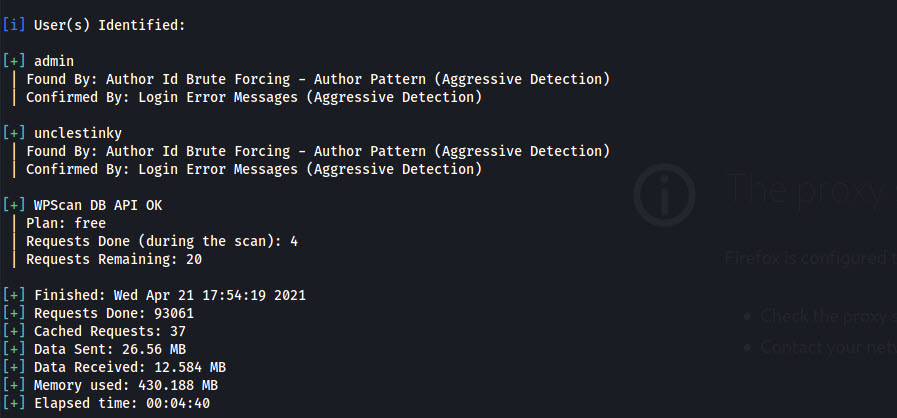 [i] User(s) Identified:
[+] admin
| Found By: Author Id Brute Forcing - Author Pattern (Aggressive Detection)
| Confirmed By: Login Error Messages (Aggressive Detection)
[+] unclestinky
| Found By: Author Id Brute Forcing - Author Pattern (Aggressive Detection)
| Confirmed By: Login Error Messages (Aggressive Detection)
[+] WPScan DB API OK
| Plan: free
| Requests Done (during the scan): 4
| Requests Remaining: 20
[+] Finished: Wed Apr 21 17:54:19 2021
[+] Requests Done: 93061
[+] Cached Requests: 37
[+] Data Sent: 26.56 MB
[+] Data Received: 12.584 MB
[+] Memory used: 430.188 MB
[+] Elapsed time: 00:04:40
The proxy
Firefox is configured t
• Check the proxy s
• Contact your netw